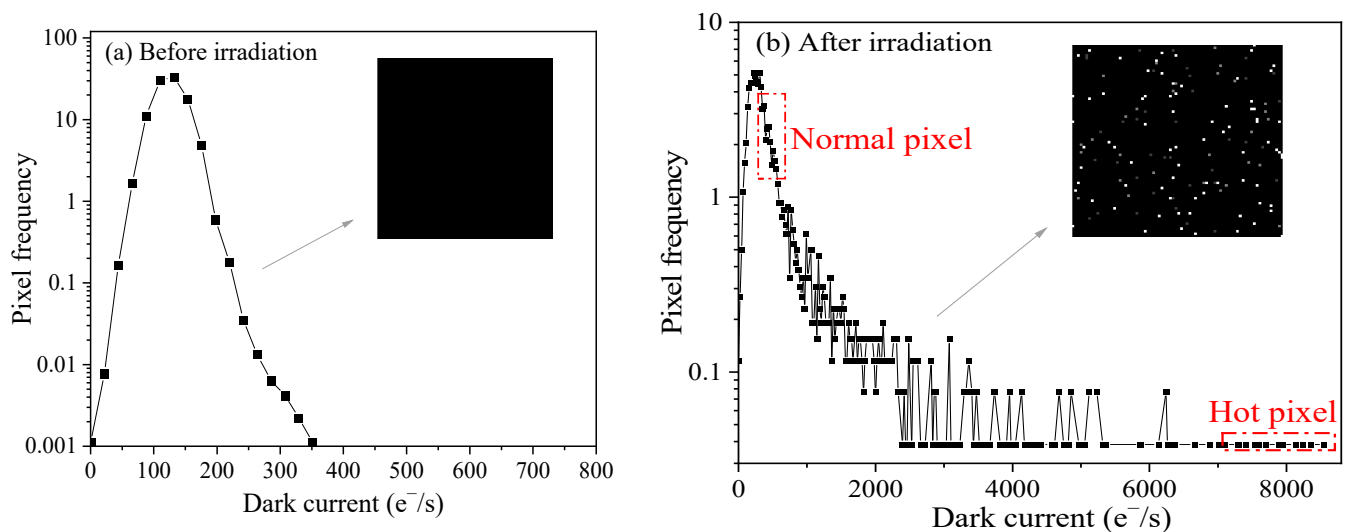 (a) Before irradiation
100
10
1
0.1
0.01
0.001
Pixel frequency
0 100 200 300 400 500 600 700 800
Dark current (e⁻/s)
(b) After irradiation
10
1
0.1
Pixel frequency
Normal pixel
Hot pixel
0 2000 4000 6000 8000
Dark current (e⁻/s)